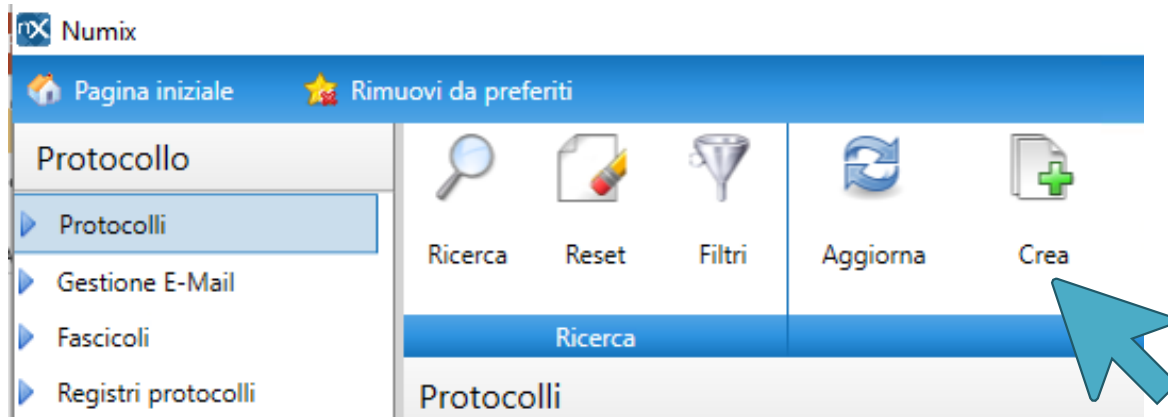 Numix
Pagina iniziale Rimuovi da preferiti
Protocollo
Protocolli
Gestione E-Mail
Fascicoli
Registri protocolli
Ricerca Reset Filtri Aggiorna Crea
Ricerca
Protocolli